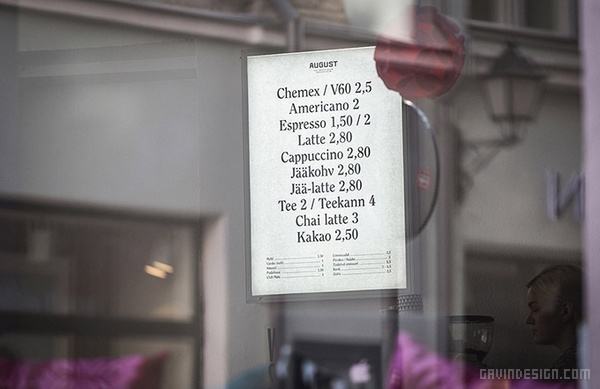 AUGUST
Chemex / V60 2,5
Americano 2
Espresso 1,50 / 2
Latte 2,80
Cappuccino 2,80
Jääkohv 2,80
Jää-latte 2,80
Tee 2 / Teekann 4
Chai latte 3
Kakao 2,50
GAVINDESIGN.COM